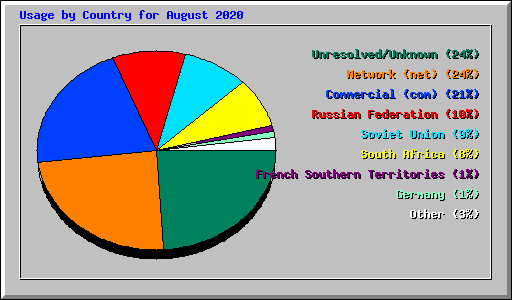 Usage by Country for August 2020
Unresolved/Unknown (24%)
Network (net) (24%)
Commercial (com) (21%)
Russian Federation (10%)
Soviet Union (9%)
South Africa (8%)
French Southern Territories (1%)
Germany (1%)
Other (3%)